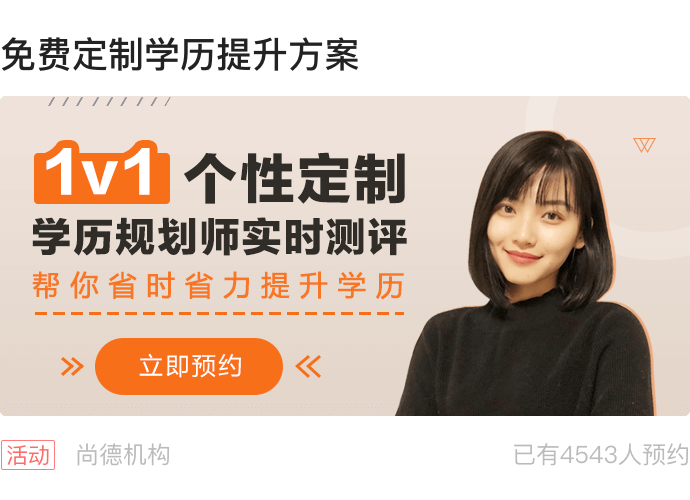 免费定制学历提升方案
1v1 个性定制
学历规划师实时测评
帮你省时省力提升学历
立即预约
活动 尚德机构 已有4543人预约